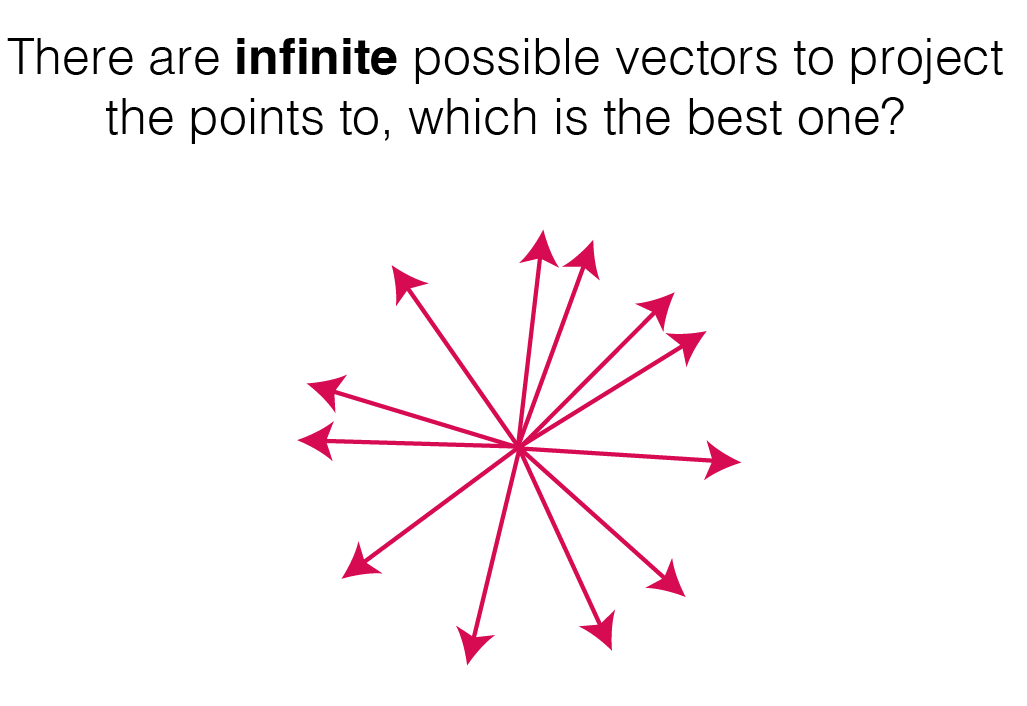 There are infinite possible vectors to project
the points to, which is the best one?